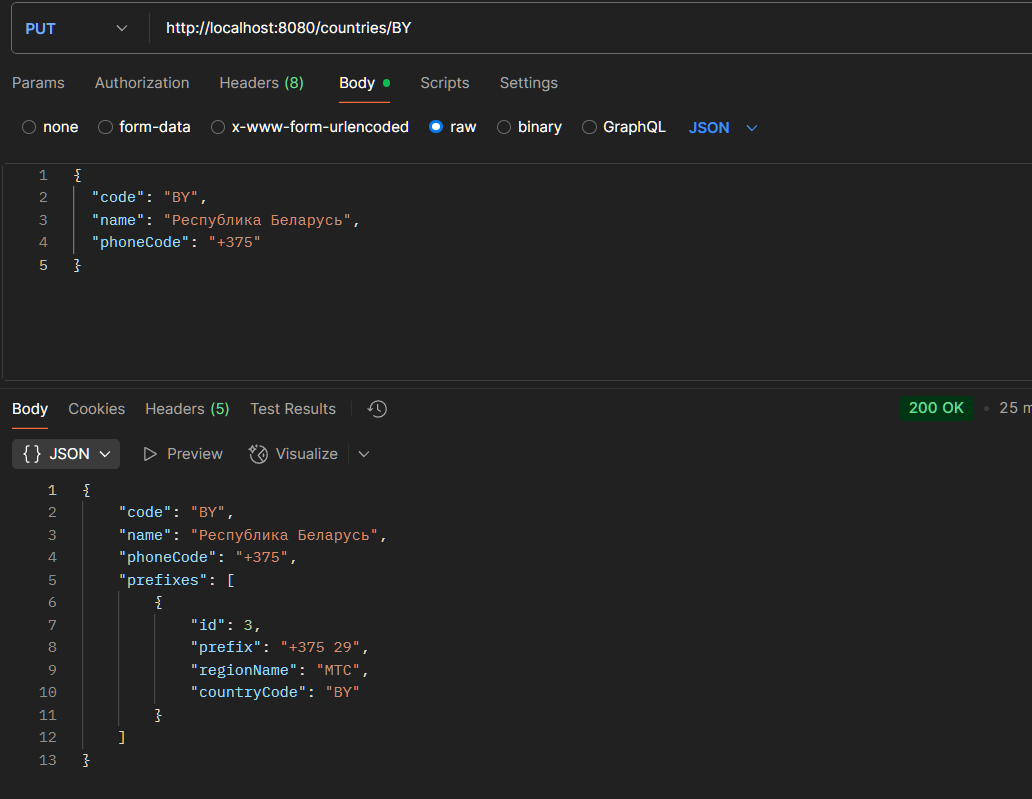 PUT http://localhost:8080/countries/BY
Params Authorization Headers (8) Body Scripts Settings
none form-data x-www-form-urlencoded raw binary GraphQL JSON
1 {
2 "code": "BY",
3 "name": "Республика Беларусь",
4 "phoneCode": "+375"
5 }
Body Cookies Headers (5) Test Results 200 OK • 25 m
{} JSON Preview Visualize
1 {
2 "code": "BY",
3 "name": "Республика Беларусь",
4 "phoneCode": "+375",
5 "prefixes": [
6 {
7 "id": 3,
8 "prefix": "+375 29",
9 "regionName": "МТС",
10 "countryCode": "BY"
11 }
12 ]
13 }